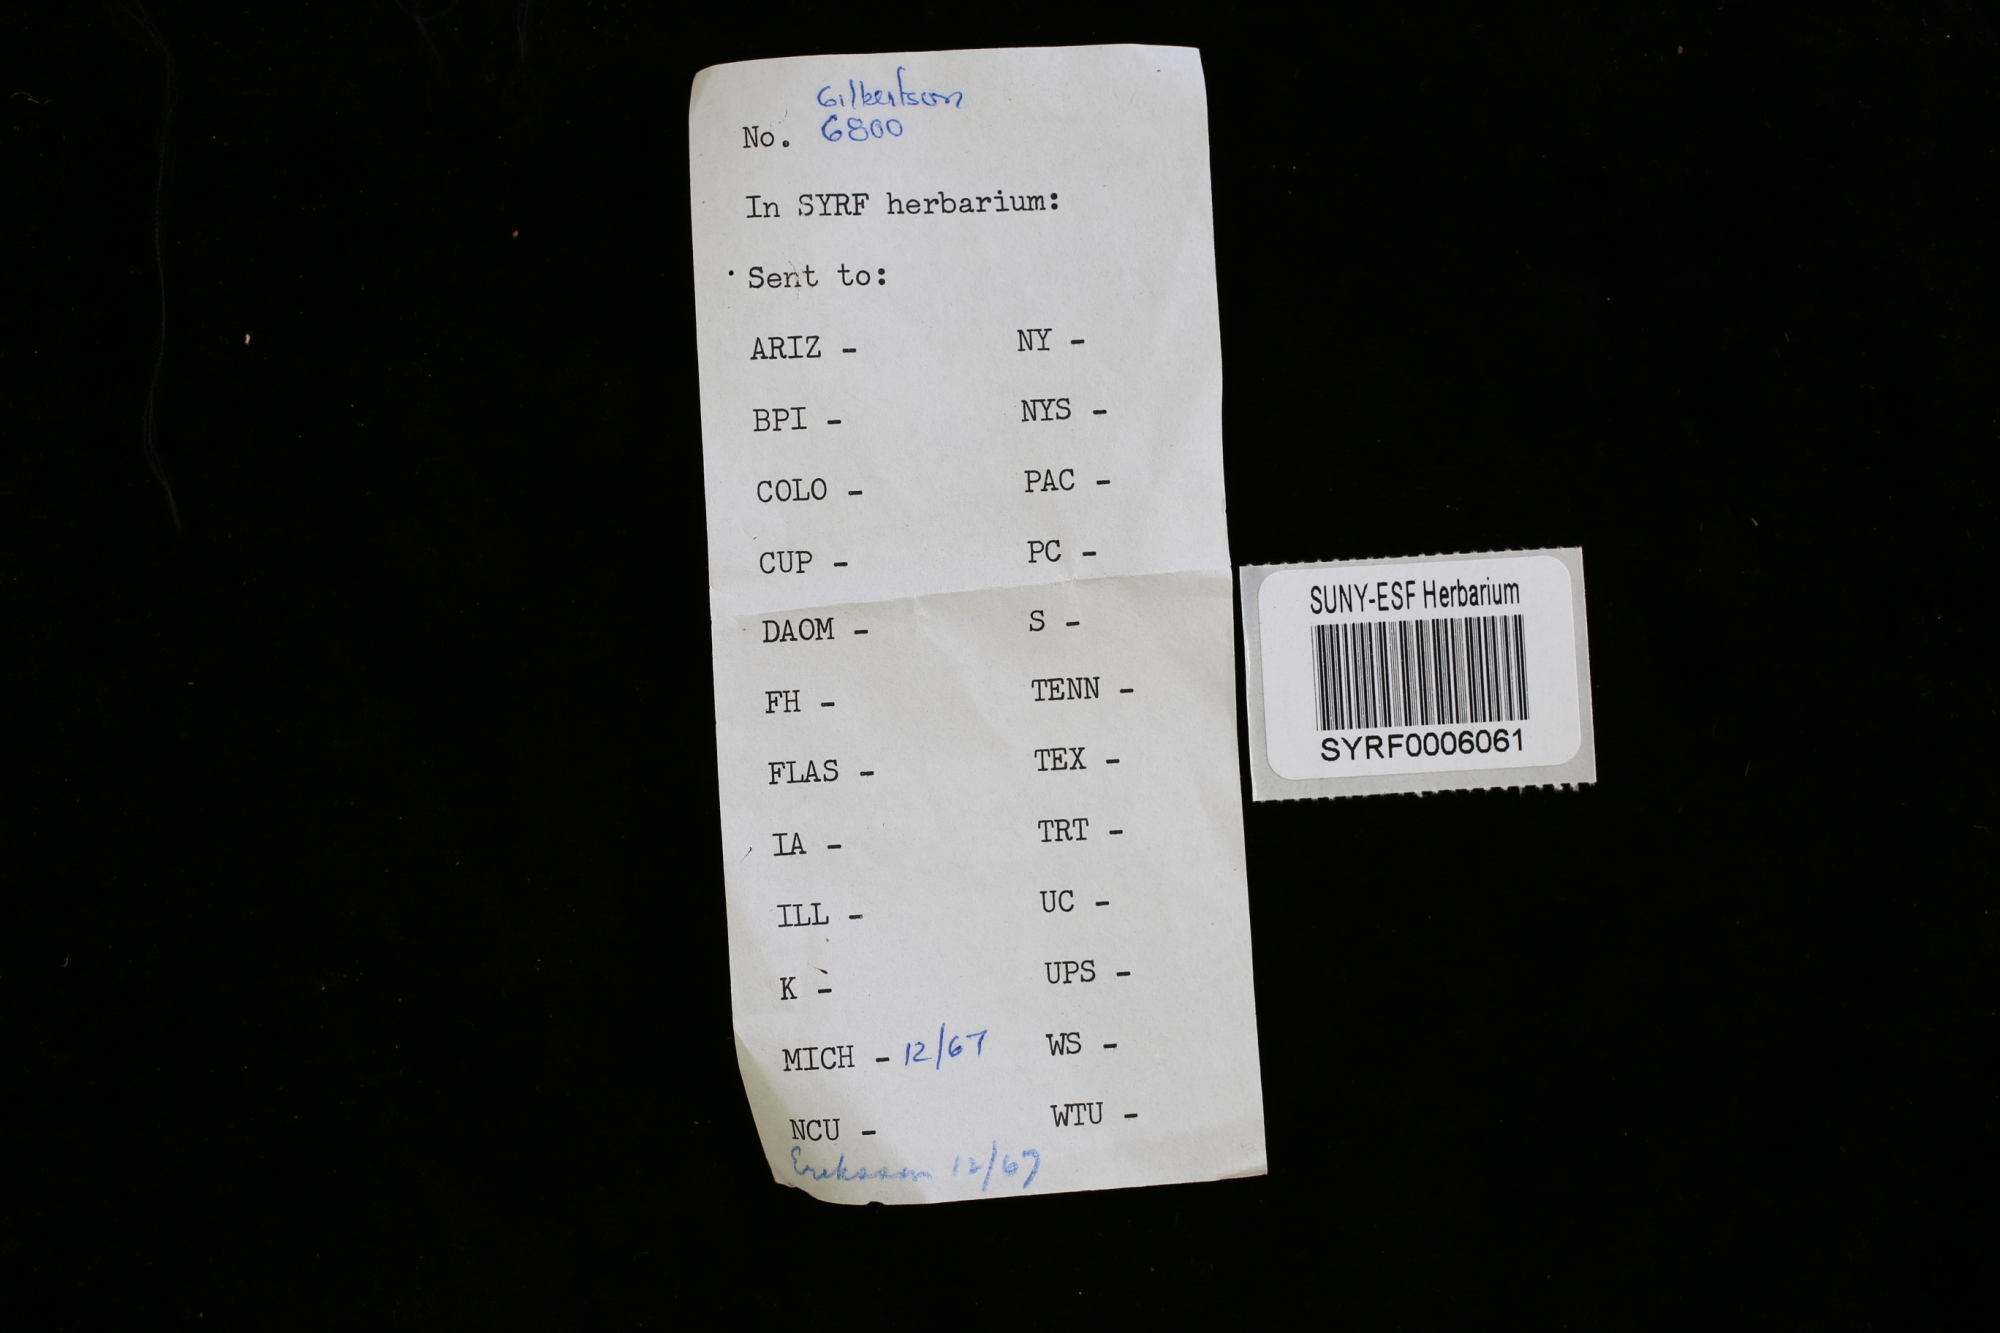 Gilbertson
No. 6800
In SYRF herbarium:
Sent to:
ARIZ - NY -
BPI - NYS -
COLO - PAC -
CUP - PC -
DAOM - S -
FH - TENN -
FLAS - TEX -
IA - TRT -
ILL - UC -
K - UPS -
MICH - 12/67 WS -
NCU - WTU -
Eriksson 12/67
SUNY-ESF Herbarium
SYRF0006061